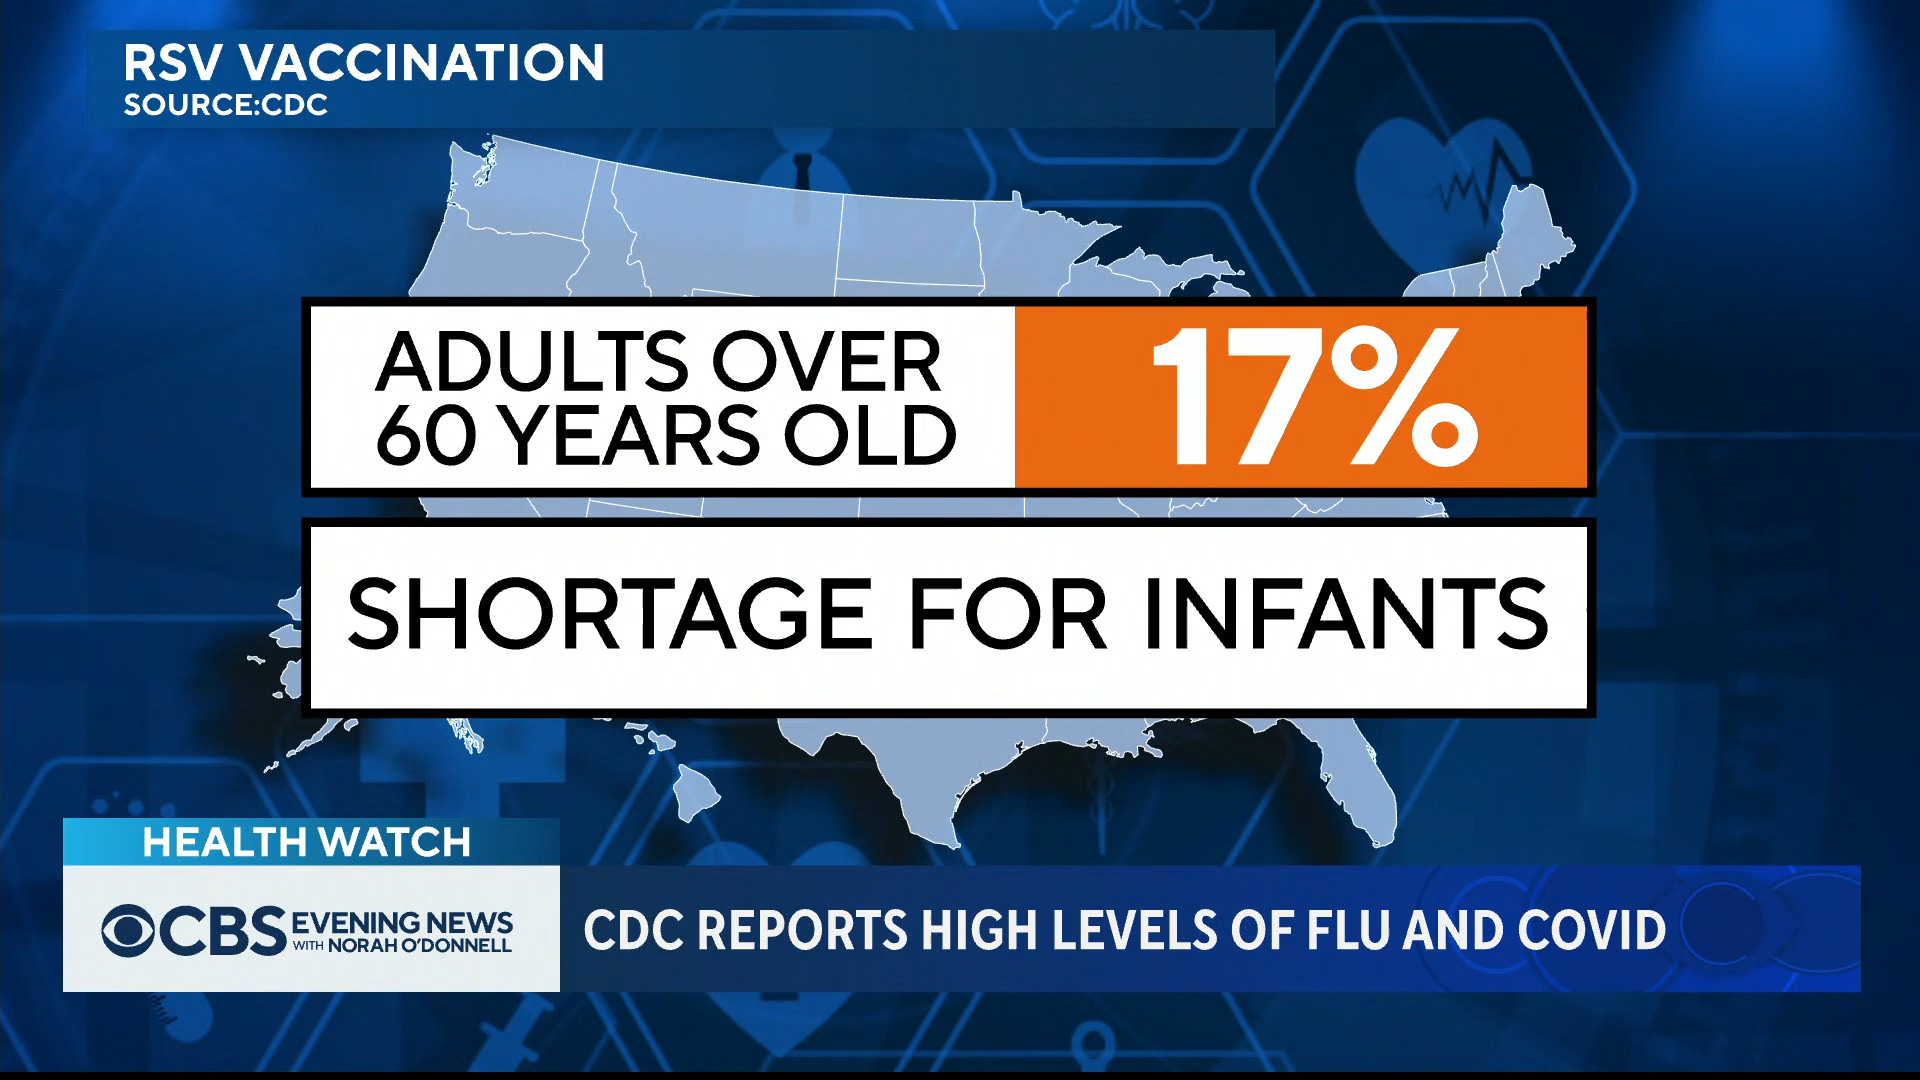 RSV VACCINATION
SOURCE:CDC
ADULTS OVER
60 YEARS OLD
17%
SHORTAGE FOR INFANTS
HEALTH WATCH
CBS EVENING NEWS
WITH NORAH O'DONNELL
CDC REPORTS HIGH LEVELS OF FLU AND COVID